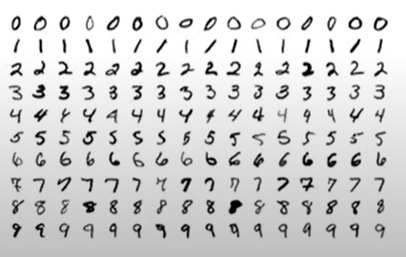 0 0 0 0 0 0 0 0 0 0 0 0 0 0 0 0
1 1 1 1 1 1 1 1 1 1 1 1 1 1 1 1
2 2 2 2 2 2 2 2 2 2 2 2 2 2 2 2
3 3 3 3 3 3 3 3 3 3 3 3 3 3 3 3
4 4 4 4 4 4 4 4 4 4 4 4 4 4 4 4
5 5 5 5 5 5 5 5 5 5 5 5 5 5 5 5
6 6 6 6 6 6 6 6 6 6 6 6 6 6 6 6
7 7 7 7 7 7 7 7 7 7 7 7 7 7 7 7
8 8 8 8 8 8 8 8 8 8 8 8 8 8 8 8
9 9 9 9 9 9 9 9 9 9 9 9 9 9 9 9